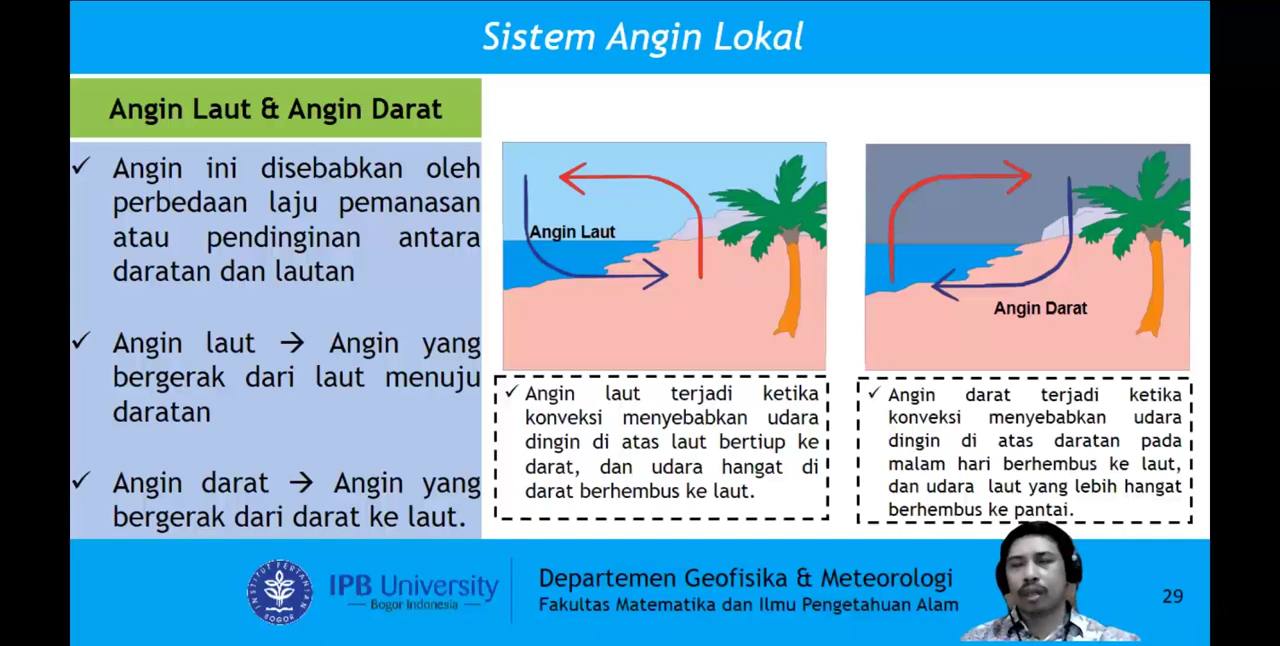 Sistem Angin Lokal
Angin Laut & Angin Darat
✓ Angin ini disebabkan oleh
perbedaan laju pemanasan
atau pendinginan antara
daratan dan lautan
✓ Angin laut → Angin yang
bergerak dari laut menuju
daratan
✓ Angin darat → Angin yang
bergerak dari darat ke laut.
Angin Laut
✓ Angin laut terjadi ketika
konveksi menyebabkan udara
dingin di atas laut bertiup ke
darat, dan udara hangat di
darat berhembus ke laut.
Angin Darat
✓ Angin darat terjadi ketika
konveksi menyebabkan udara
dingin di atas daratan pada
malam hari berhembus ke laut,
dan udara laut yang lebih hangat
berhembus ke pantai.
INSTITUT PERTANIAN
BOGOR
IPB University
Bogor Indonesia
Departemen Geofisika & Meteorologi
Fakultas Matematika dan Ilmu Pengetahuan Alam
29